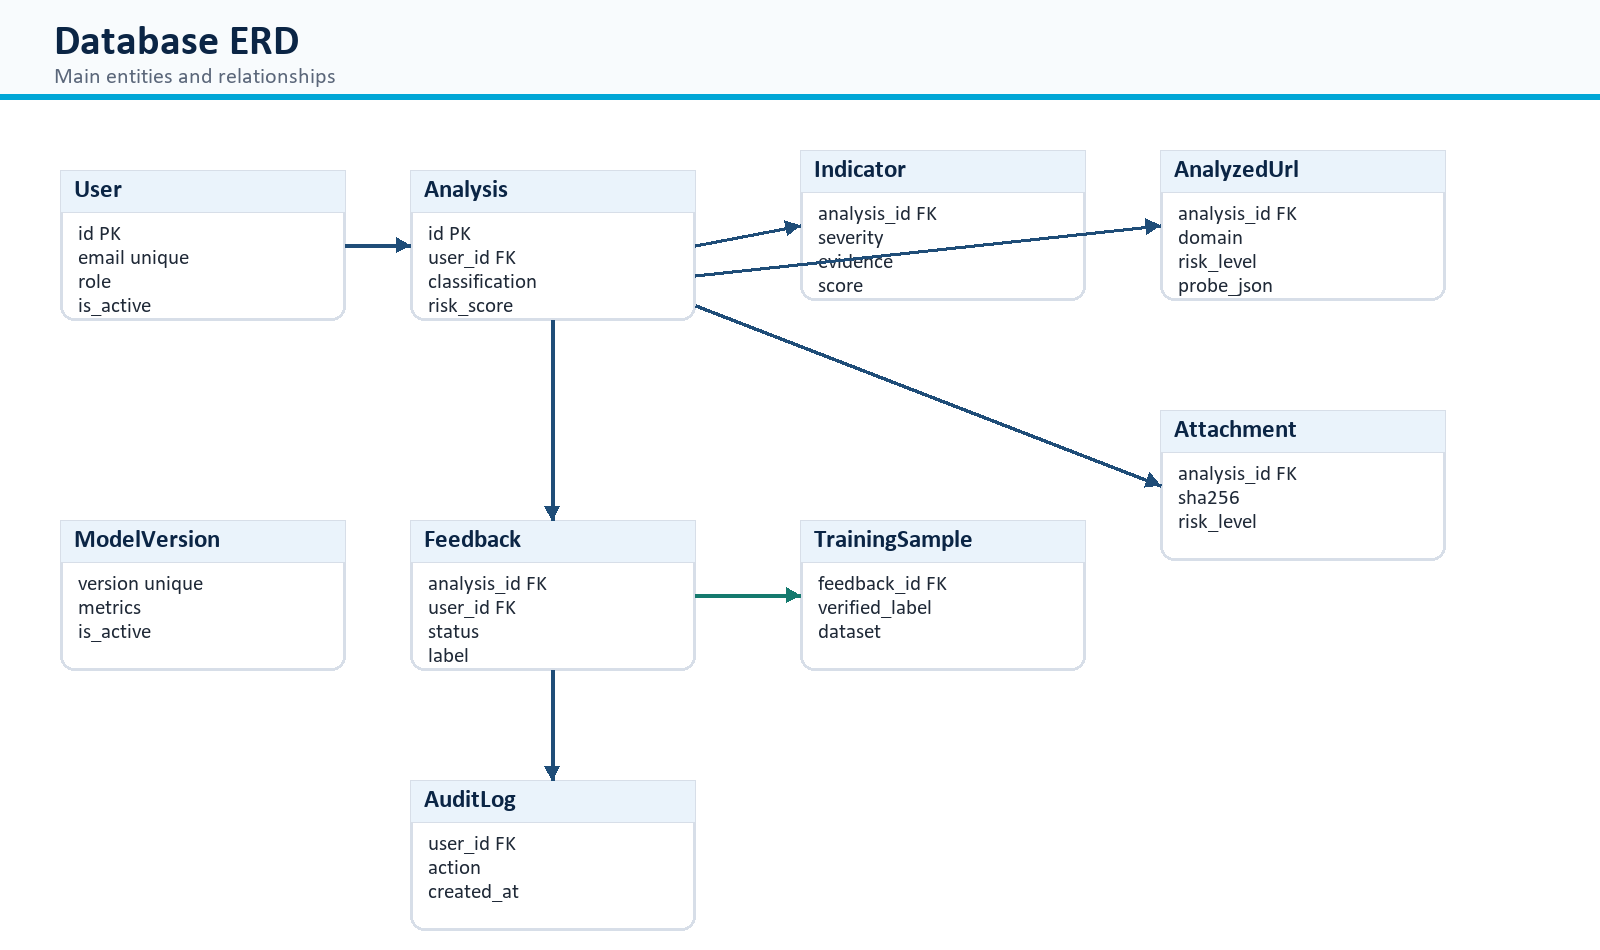 Database ERD
Main entities and relationships
User
id PK
email unique
role
is_active
Analysis
id PK
user_id FK
classification
risk_score
Indicator
analysis_id FK
severity
evidence
score
AnalyzedUrl
analysis_id FK
domain
risk_level
probe_json
Attachment
analysis_id FK
sha256
risk_level
ModelVersion
version unique
metrics
is_active
Feedback
analysis_id FK
user_id FK
status
label
TrainingSample
feedback_id FK
verified_label
dataset
AuditLog
user_id FK
action
created_at